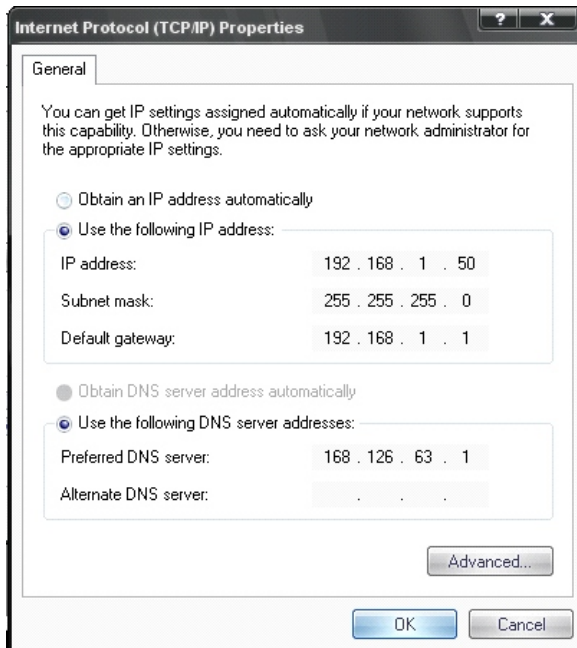 Internet Protocol (TCP/IP) Properties
? X
General
You can get IP settings assigned automatically if your network supports
this capability. Otherwise, you need to ask your network administrator for
the appropriate IP settings.
Obtain an IP address automatically
Use the following IP address:
IP address: 192 . 168 . 1 . 50
Subnet mask: 255 . 255 . 255 . 0
Default gateway: 192 . 168 . 1 . 1
Obtain DNS server address automatically
Use the following DNS server addresses:
Preferred DNS server: 168 . 126 . 63 . 1
Alternate DNS server: . . .
Advanced...
OK Cancel